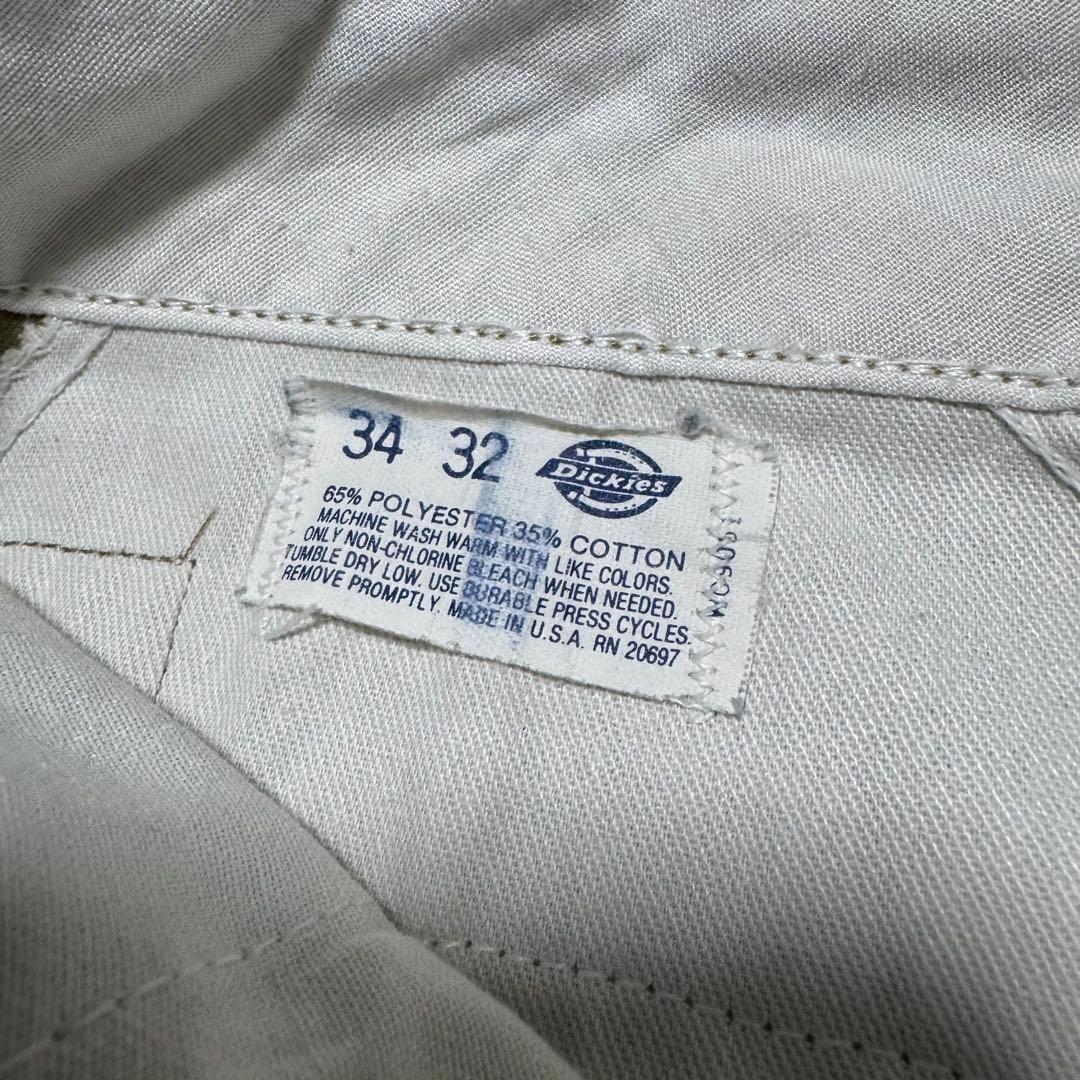 34 32 Dickies
65% POLYESTER 35% COTTON
MACHINE WASH WARM WITH LIKE COLORS.
ONLY NON-CHLORINE BLEACH WHEN NEEDED.
TUMBLE DRY LOW. USE DURABLE PRESS CYCLES.
REMOVE PROMPTLY. MADE IN U.S.A. RN 20697